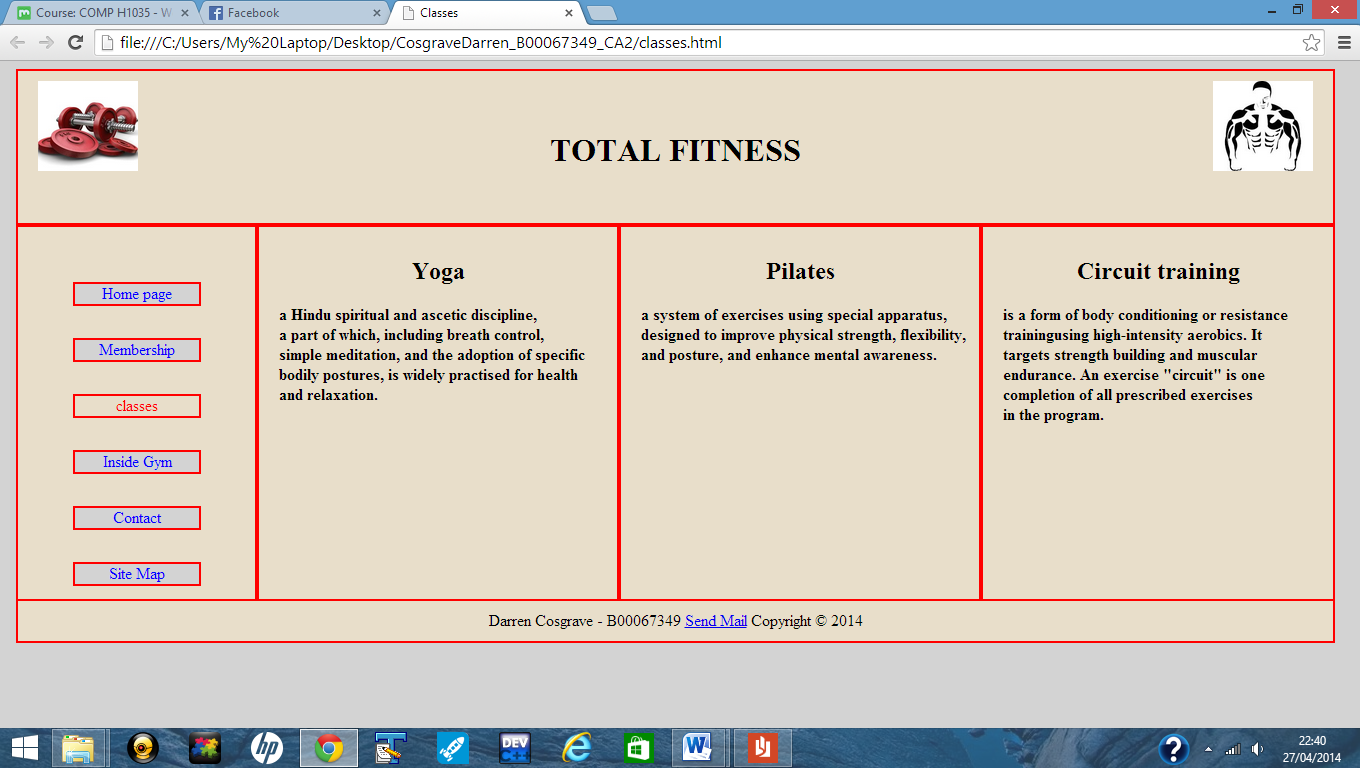 Course: COMP H1035 - W
Facebook
Classes
file:///C:/Users/My%20Laptop/Desktop/CosgraveDarren_B00067349_CA2/classes.html
TOTAL FITNESS
Home page
Membership
classes
Inside Gym
Contact
Site Map
Yoga
a Hindu spiritual and ascetic discipline,
a part of which, including breath control,
simple meditation, and the adoption of specific
bodily postures, is widely practised for health
and relaxation.
Pilates
a system of exercises using special apparatus,
designed to improve physical strength, flexibility,
and posture, and enhance mental awareness.
Circuit training
is a form of body conditioning or resistance
trainingusing high-intensity aerobics. It
targets strength building and muscular
endurance. An exercise "circuit" is one
completion of all prescribed exercises
in the program.
Darren Cosgrave - B00067349 Send Mail Copyright © 2014
hp
DEV
C++
22:40
27/04/2014